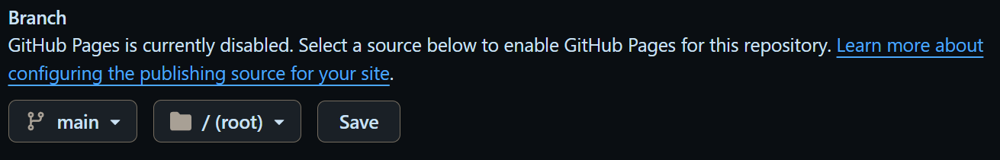 Branch
GitHub Pages is currently disabled. Select a source below to enable GitHub Pages for this repository. Learn more about
configuring the publishing source for your site.
main / (root) Save